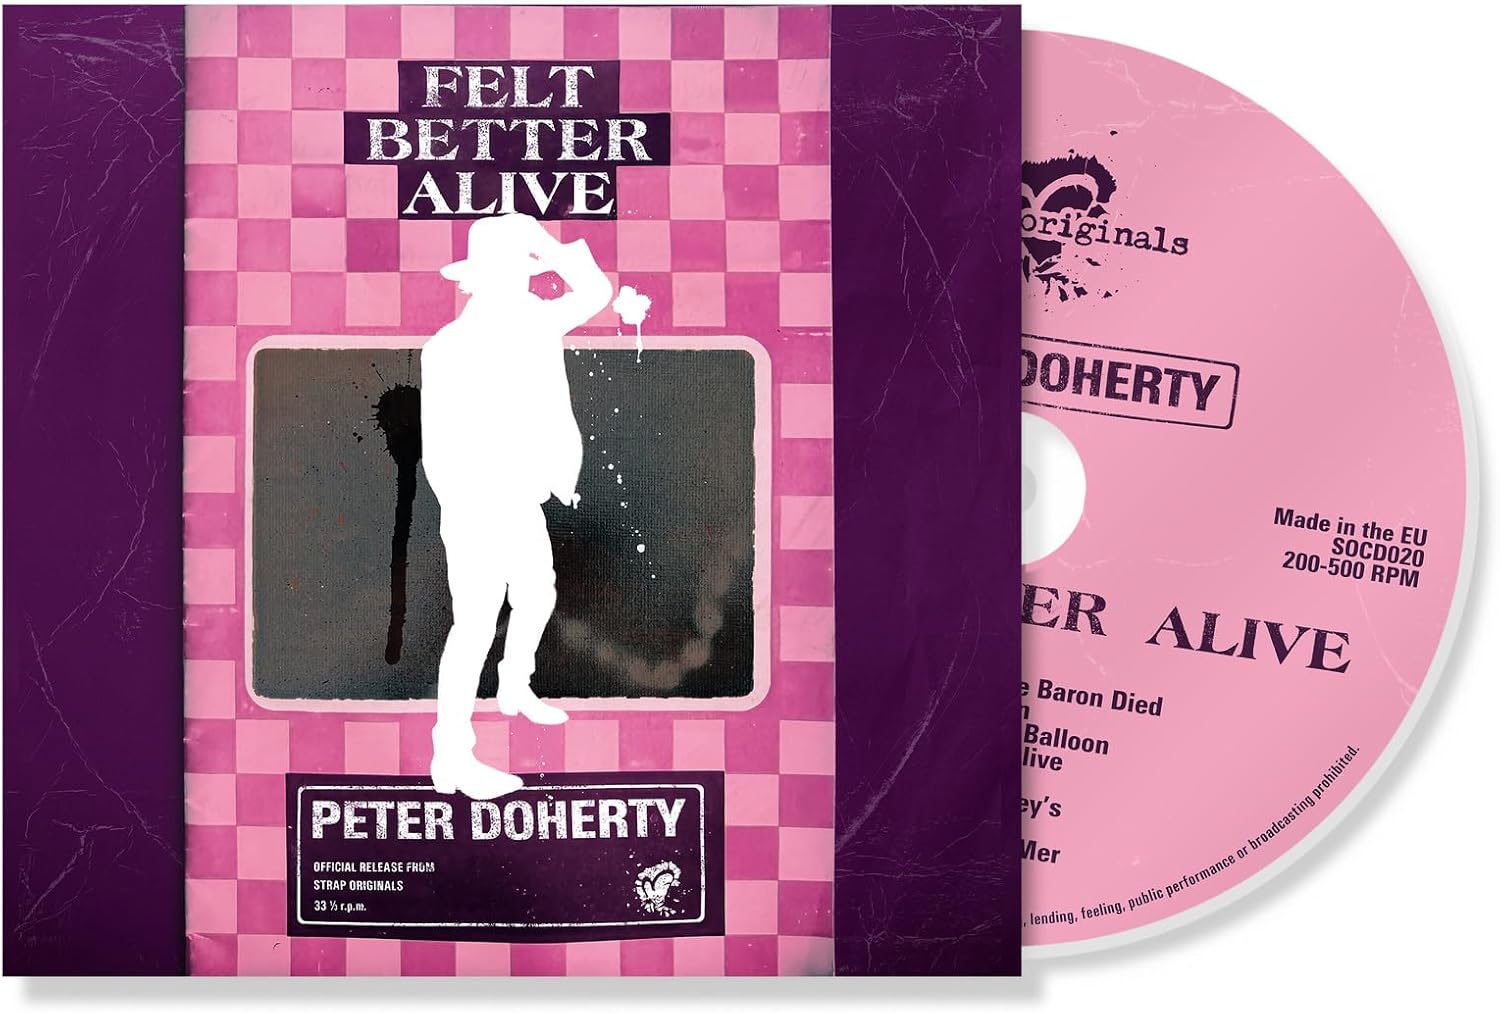 FELT
BETTER
ALIVE
PETER DOHERTY
OFFICIAL RELEASE FROM
STRAP ORIGINALS
33 ⅓ r.p.m.
originals
DOHERTY
Made in the EU
SOCD020
200-500 RPM
ER ALIVE
e Baron Died
n
Balloon
live
ey's
Mer
, lending, feeling, public performance or broadcasting prohibited.